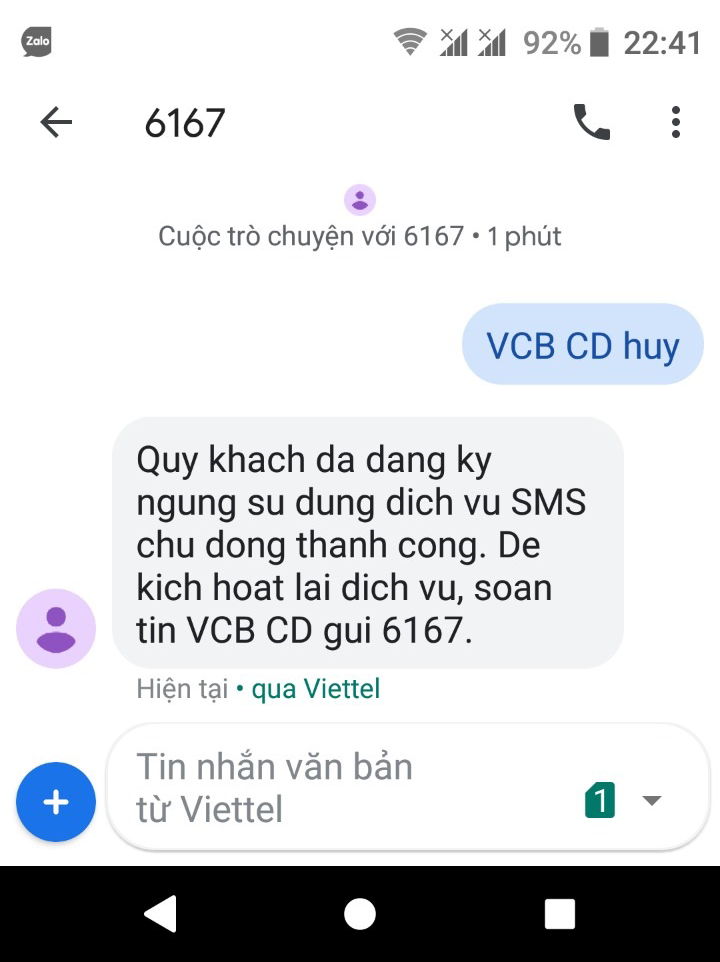 Zalo
92% 22:41
6167
Cuộc trò chuyện với 6167 • 1 phút
VCB CD huy
Quy khach da dang ky
ngung su dung dich vu SMS
chu dong thanh cong. De
kich hoat lai dich vu, soan
tin VCB CD gui 6167.
Hiện tại • qua Viettel
Tin nhắn văn bản
từ Viettel
1